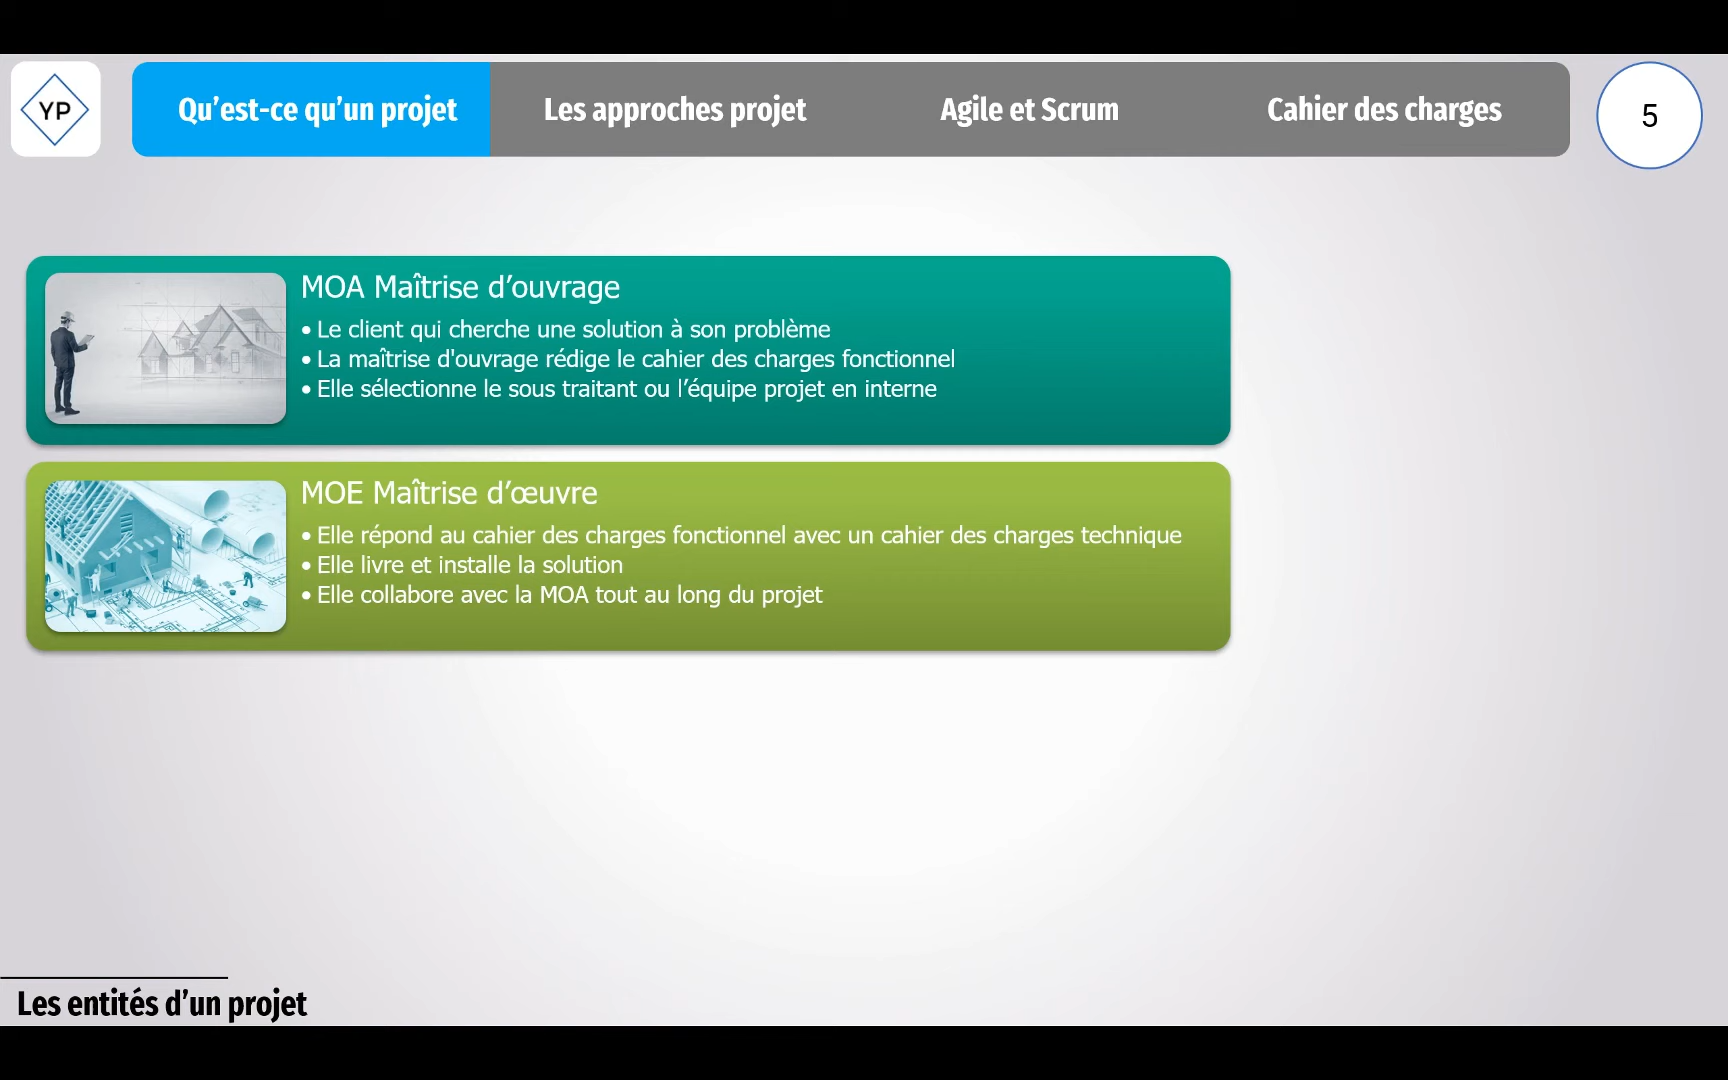 YP
Qu’est-ce qu’un projet
Les approches projet
Agile et Scrum
Cahier des charges
5
MOA Maîtrise d’ouvrage
• Le client qui cherche une solution à son problème
• La maîtrise d'ouvrage rédige le cahier des charges fonctionnel
• Elle sélectionne le sous traitant ou l’équipe projet en interne
MOE Maîtrise d’œuvre
• Elle répond au cahier des charges fonctionnel avec un cahier des charges technique
• Elle livre et installe la solution
• Elle collabore avec la MOA tout au long du projet
Les entités d’un projet